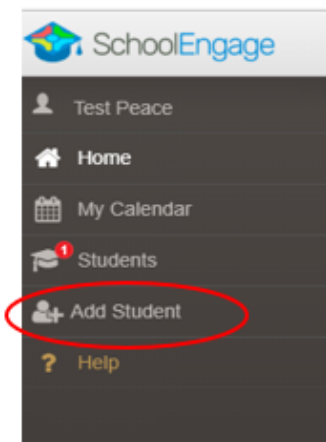 SchoolEngage
Test Peace
Home
My Calendar
1
Students
Add Student
? Help